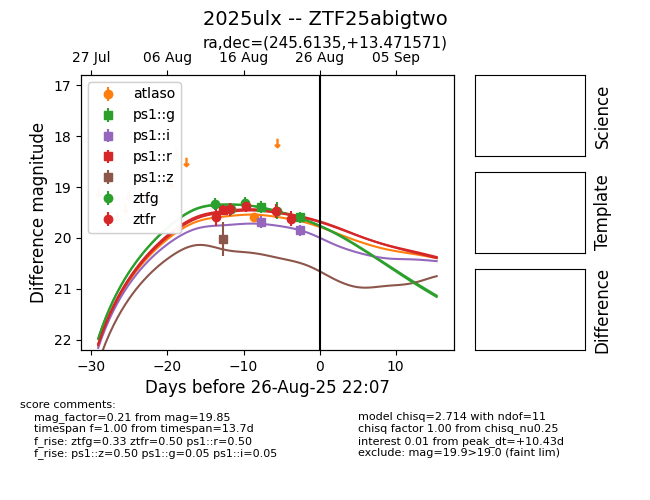 2025ulx -- ZTF25abigtwo
ra,dec=(245.6135,+13.471571)
27 Jul 06 Aug 16 Aug 26 Aug 05 Sep
17
18
19
20
21
22
Difference magnitude
atlaso
ps1::g
ps1::i
ps1::r
ps1::z
ztfg
ztfr
−30 −20 −10 0 10
Days before 26-Aug-25 22:07
Science
Template
Difference
score comments:
mag_factor=0.21 from mag=19.85
timespan f=1.00 from timespan=13.7d
f_rise: ztfg=0.33 ztfr=0.50 ps1::r=0.50
f_rise: ps1::z=0.50 ps1::g=0.05 ps1::i=0.05
model chisq=2.714 with ndof=11
chisq factor 1.00 from chisq_nu0.25
interest 0.01 from peak_dt=+10.43d
exclude: mag=19.9>19.0 (faint lim)